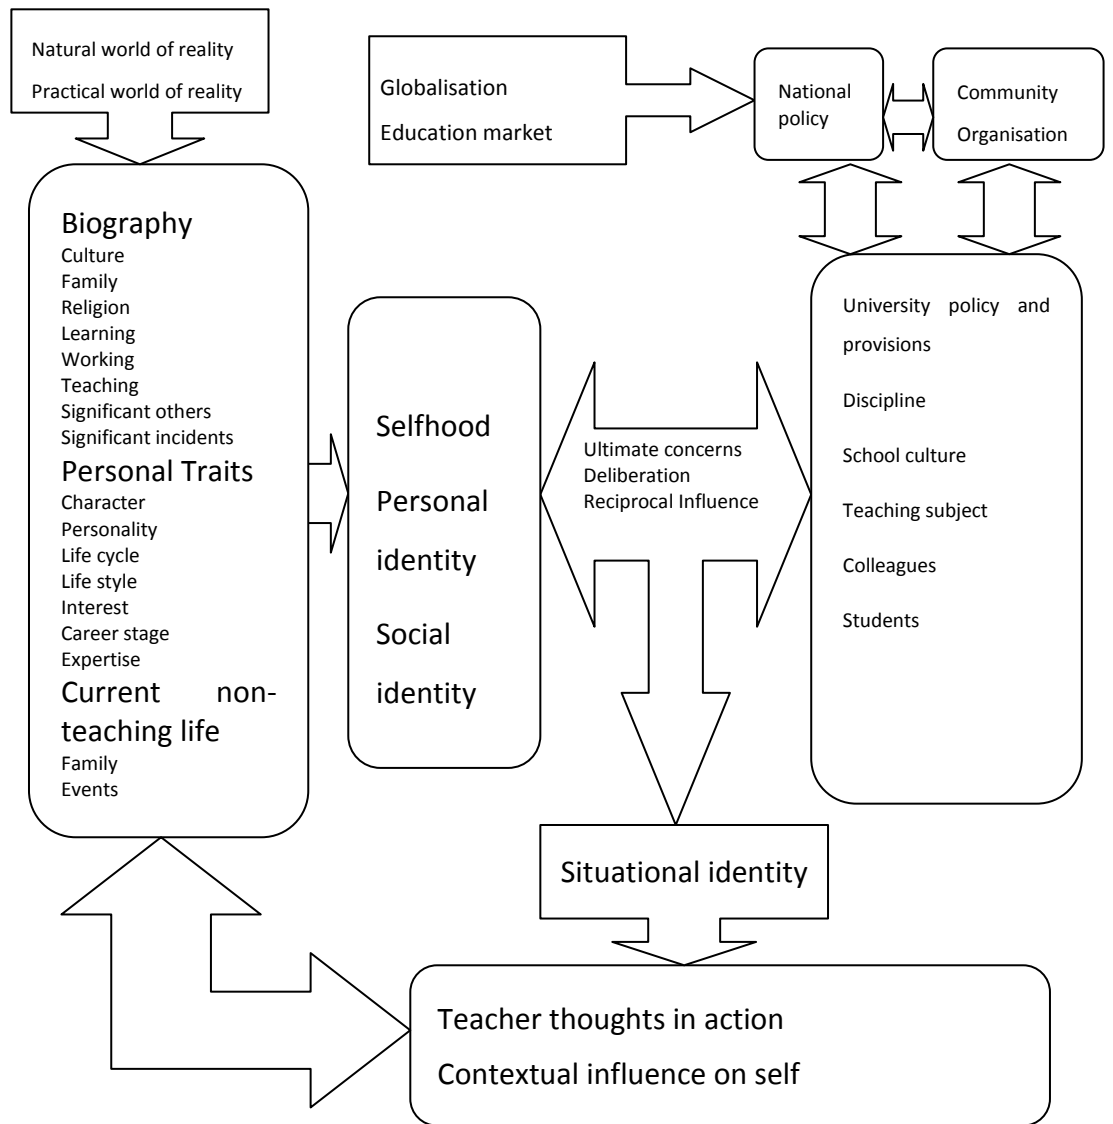 Natural world of reality
Practical world of reality
Globalisation
Education market
National
policy
Community
Organisation
Biography
Culture
Family
Religion
Learning
Working
Teaching
Significant others
Significant incidents
Personal Traits
Character
Personality
Life cycle
Life style
Interest
Career stage
Expertise
Current non-
teaching life
Family
Events
Selfhood
Personal
identity
Social
identity
Ultimate concerns
Deliberation
Reciprocal Influence
University policy and
provisions
Discipline
School culture
Teaching subject
Colleagues
Students
Situational identity
Teacher thoughts in action
Contextual influence on self